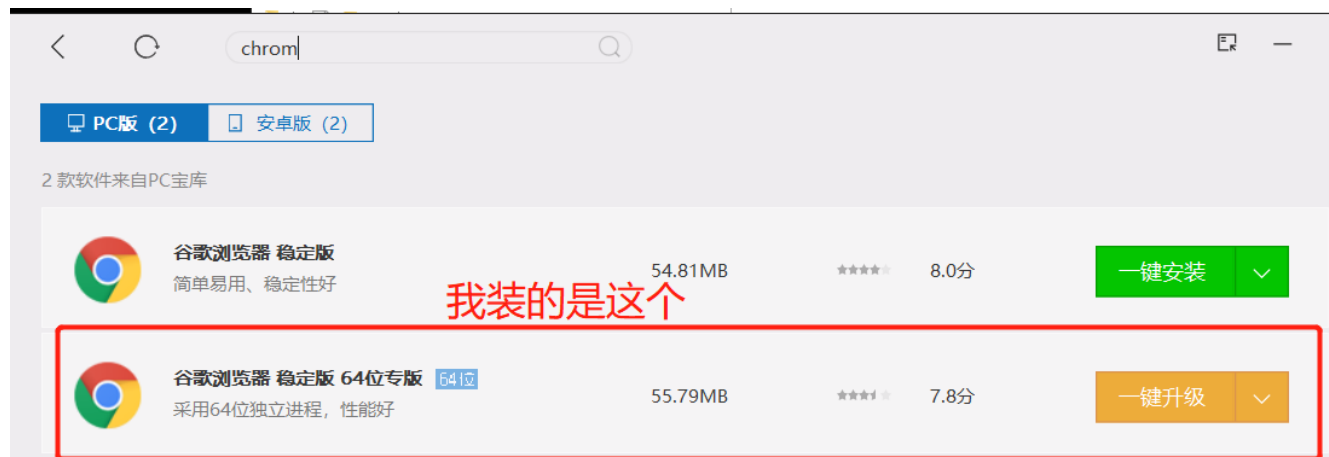 chrom
PC版 (2)
安卓版 (2)
2 款软件来自PC宝库
谷歌浏览器 稳定版
简单易用、稳定性好
54.81MB
8.0分
一键安装
我装的是这个
谷歌浏览器 稳定版 64位专版 64位
采用64位独立进程，性能好
55.79MB
7.8分
一键升级